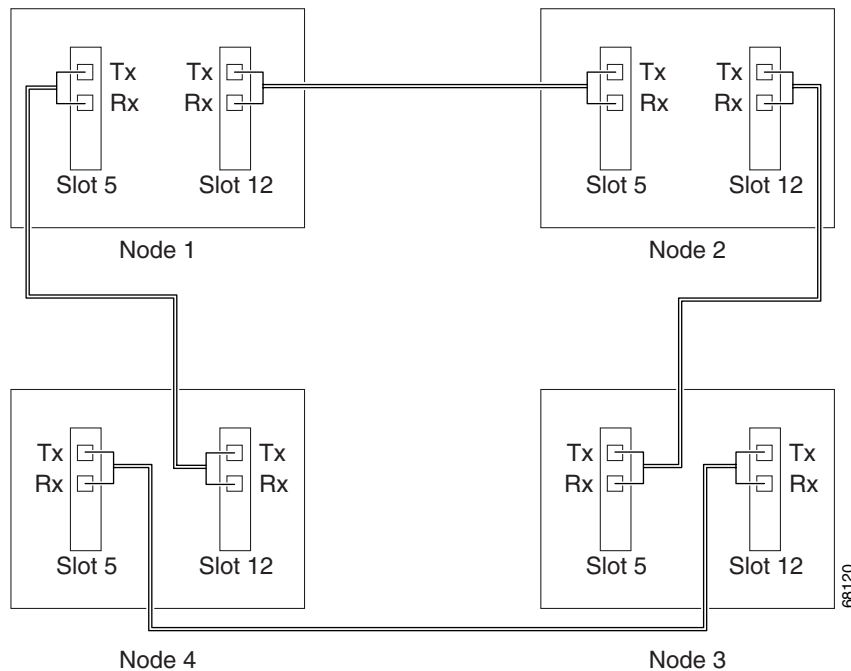 Tx Tx Tx Tx
Rx Rx Rx Rx
Slot 5 Slot 12 Slot 5 Slot 12
Node 1 Node 2
Tx Tx Tx Tx
Rx Rx Rx Rx
Slot 5 Slot 12 Slot 5 Slot 12
68120
Node 4 Node 3